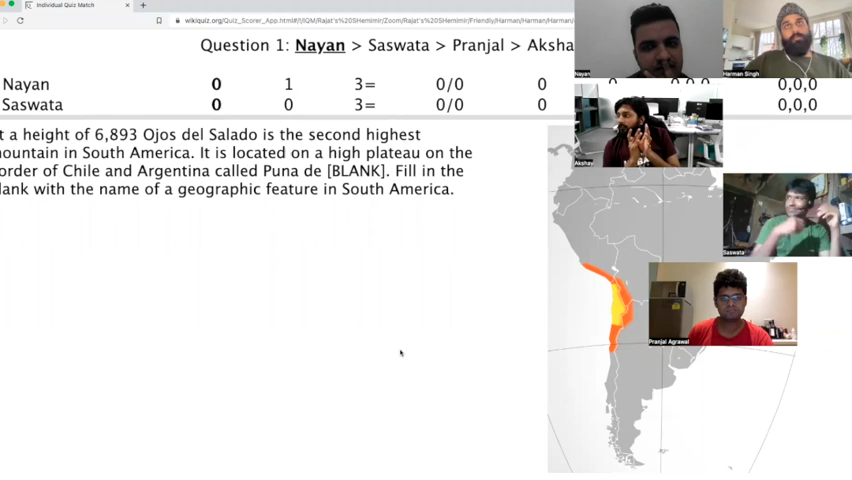 Individual Quiz Match
wikiquiz.org/Quiz_Scorer_App.html#/I/IQM/Rajat's%20SHemimir/Zoom/Rajat's%20SHemimir/Friendly/Harman/Harman/Harman/
Question 1: Nayan > Saswata > Pranjal > Aksha
Nayan 0 1 3= 0/0 0 0,0,0
Saswata 0 0 3= 0/0 0 0,0,0
t a height of 6,893 Ojos del Salado is the second highest
ountain in South America. It is located on a high plateau on the
order of Chile and Argentina called Puna de [BLANK]. Fill in the
lank with the name of a geographic feature in South America.
Nayan
Harman Singh
Akshay
Saswata
Pranjal Agrawal